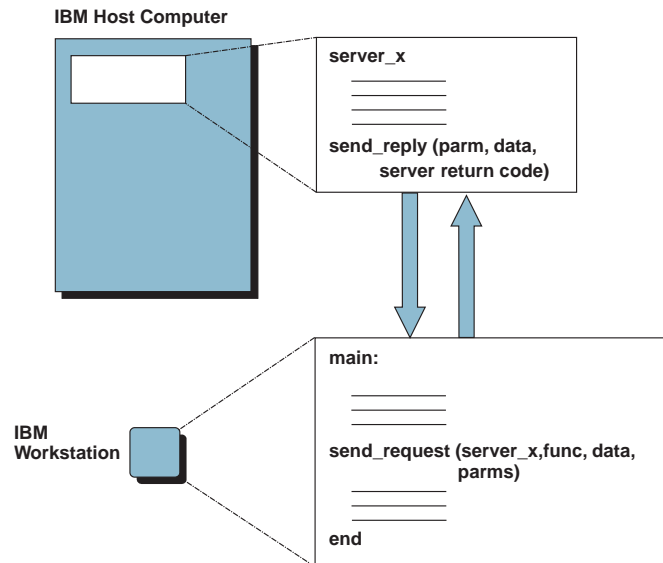 IBM Host Computer
server_x
send_reply (parm, data,
server return code)
main:
IBM
Workstation
send_request (server_x,func, data,
parms)
end